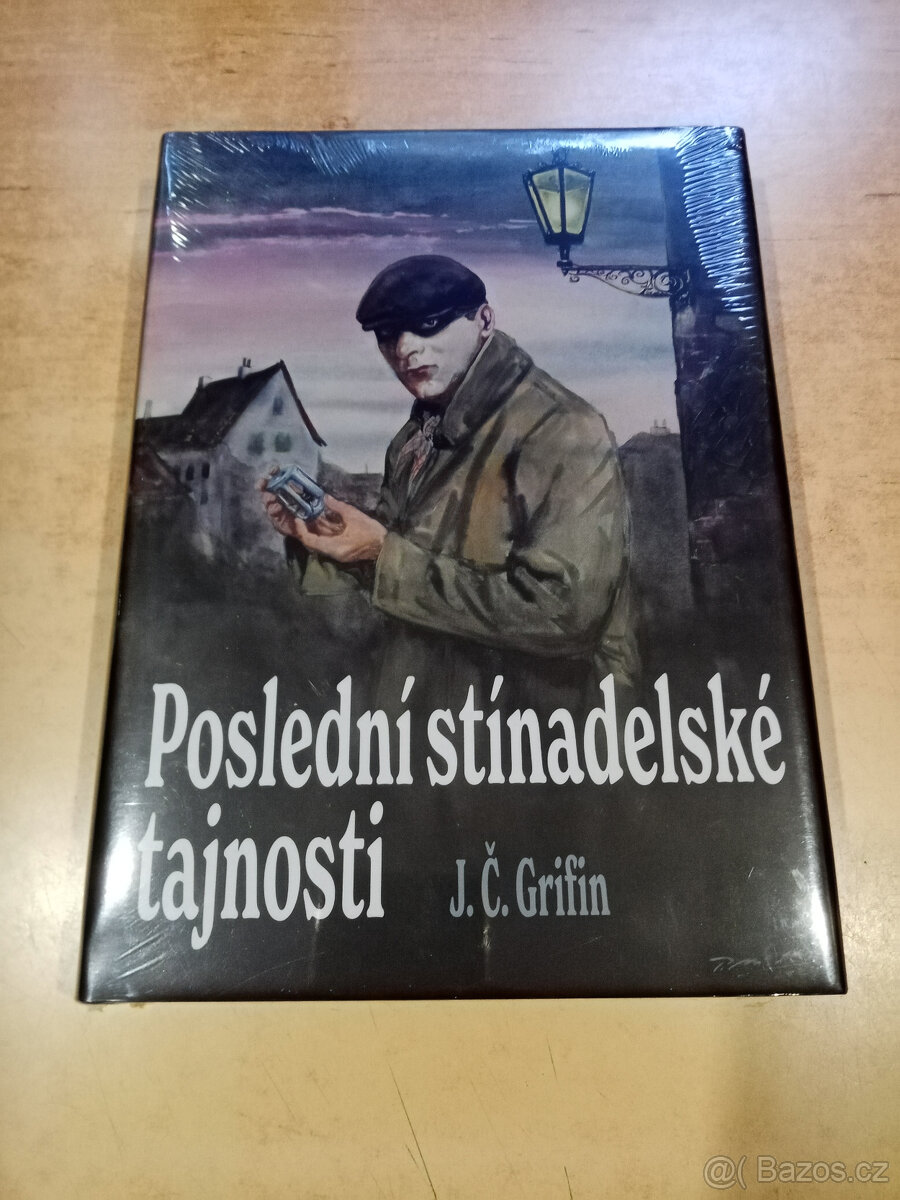 Poslední stínadelské
tajnosti
J. Č. Grifin
@( Bazos.cz